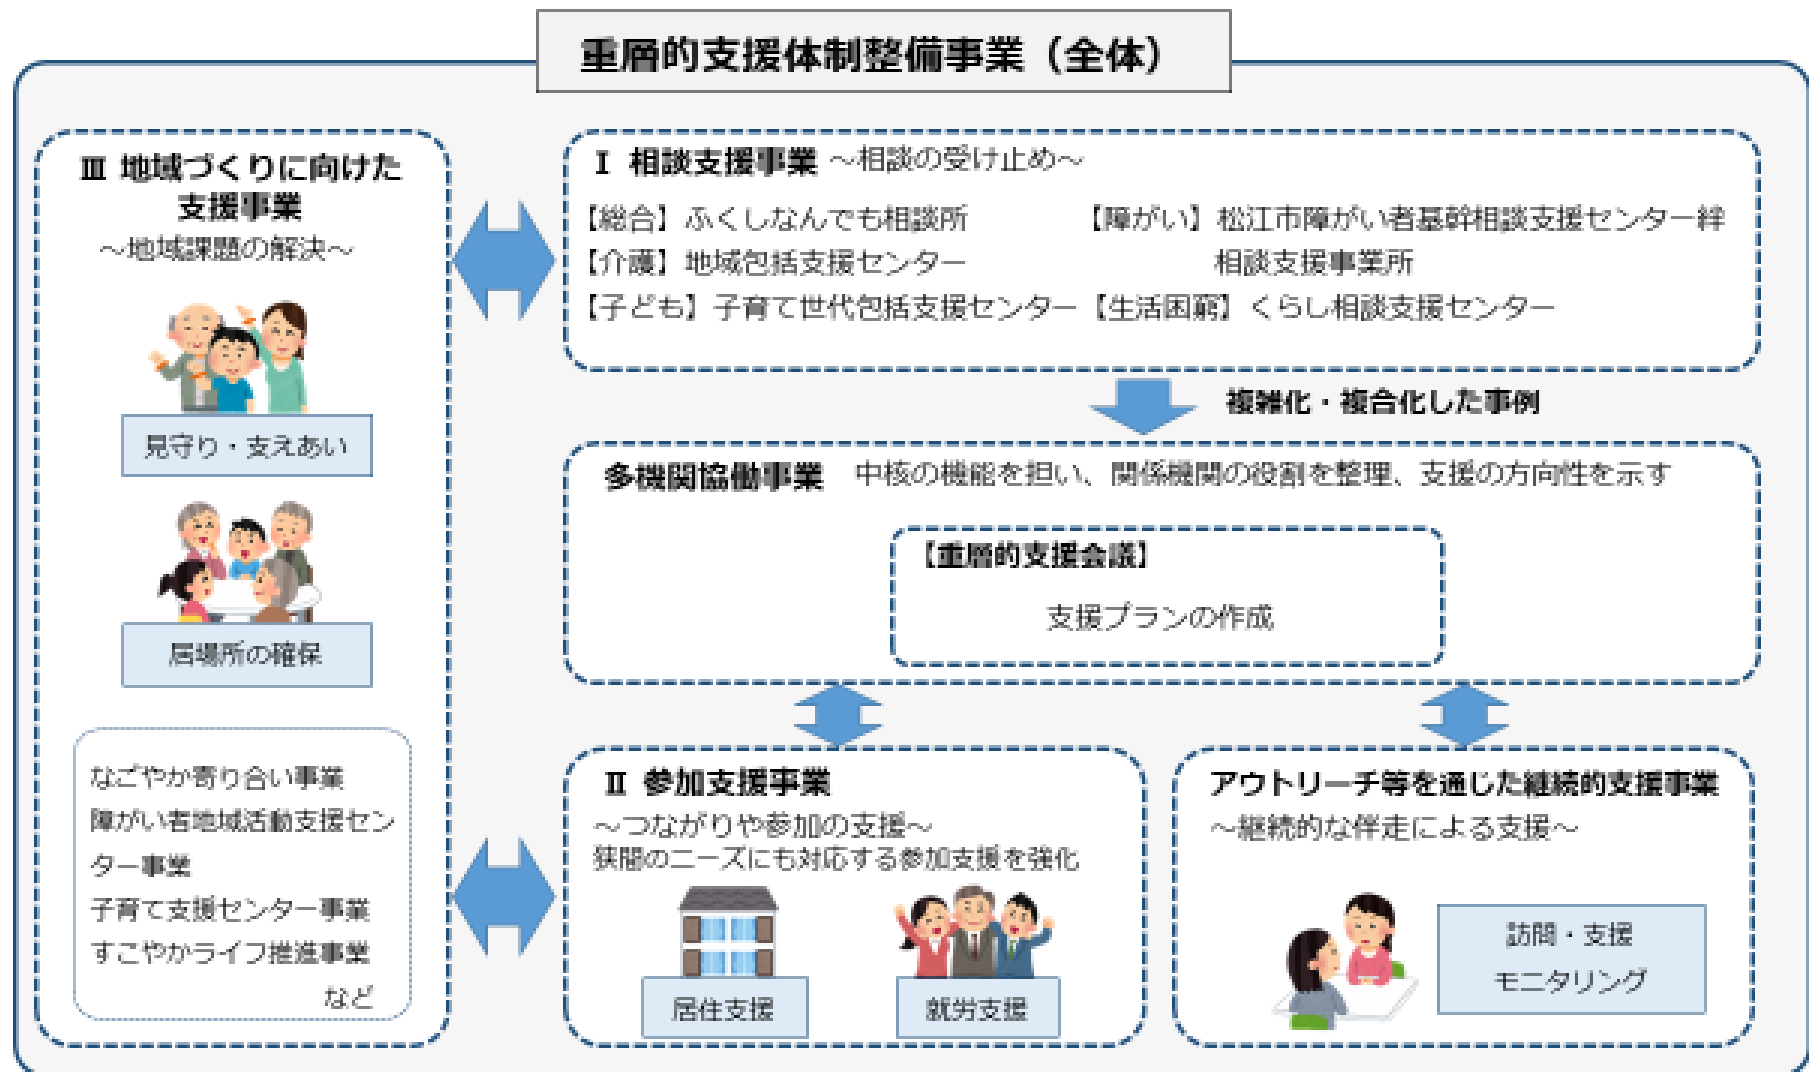 重層的支援体制整備事業（全体）
Ⅲ 地域づくりに向けた
支援事業
～地域課題の解決～
見守り・支えあい
居場所の確保
なごやか寄り合い事業
障がい者地域活動支援セン
ター事業
子育て支援センター事業
すこやかライフ推進事業
など
Ⅰ 相談支援事業 ～相談の受け止め～
【総合】ふくしなんでも相談所
【介護】地域包括支援センター
【子ども】子育て世代包括支援センター
【障がい】松江市障がい者基幹相談支援センター絆
相談支援事業所
【生活困窮】くらし相談支援センター
複雑化・複合化した事例
多機関協働事業 中核の機能を担い、関係機関の役割を整理、支援の方向性を示す
【重層的支援会議】
支援プランの作成
Ⅱ 参加支援事業
～つながりや参加の支援～
狭間のニーズにも対応する参加支援を強化
居住支援
就労支援
アウトリーチ等を通じた継続的支援事業
～継続的な伴走による支援～
訪問・支援
モニタリング